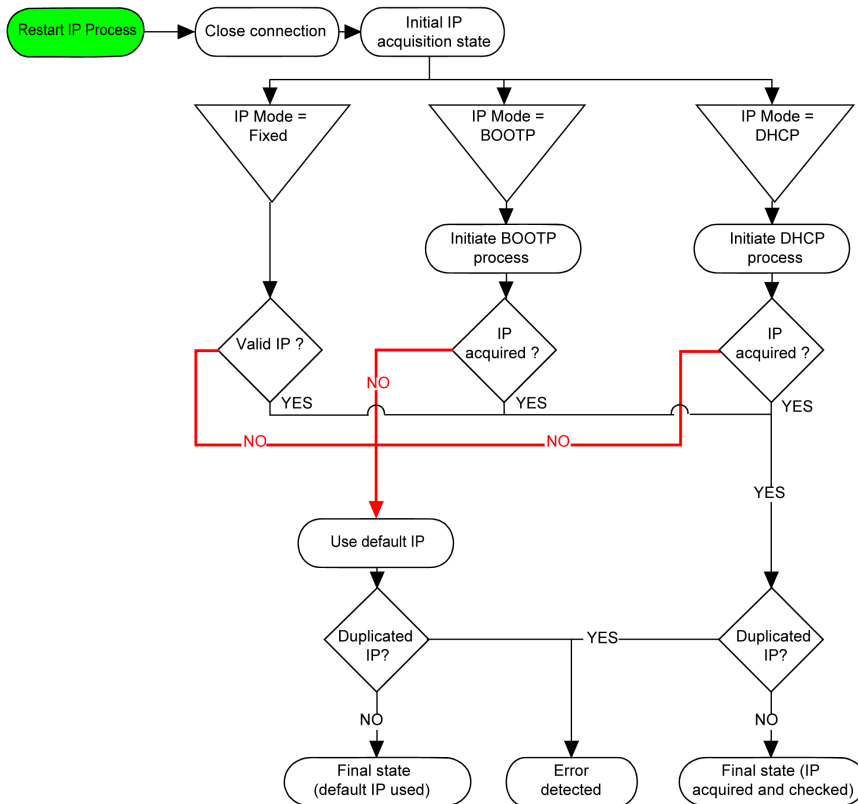 Restart IP Process
Close connection
Initial IP
acquisition state
IP Mode =
Fixed
IP Mode =
BOOTP
IP Mode =
DHCP
Initiate BOOTP
process
Initiate DHCP
process
Valid IP ?
IP
acquired ?
IP
acquired ?
NO
YES
YES
YES
NO
NO
YES
Use default IP
Duplicated
IP?
YES
Duplicated
IP?
NO
NO
Final state
(default IP used)
Error
detected
Final state (IP
acquired and checked)